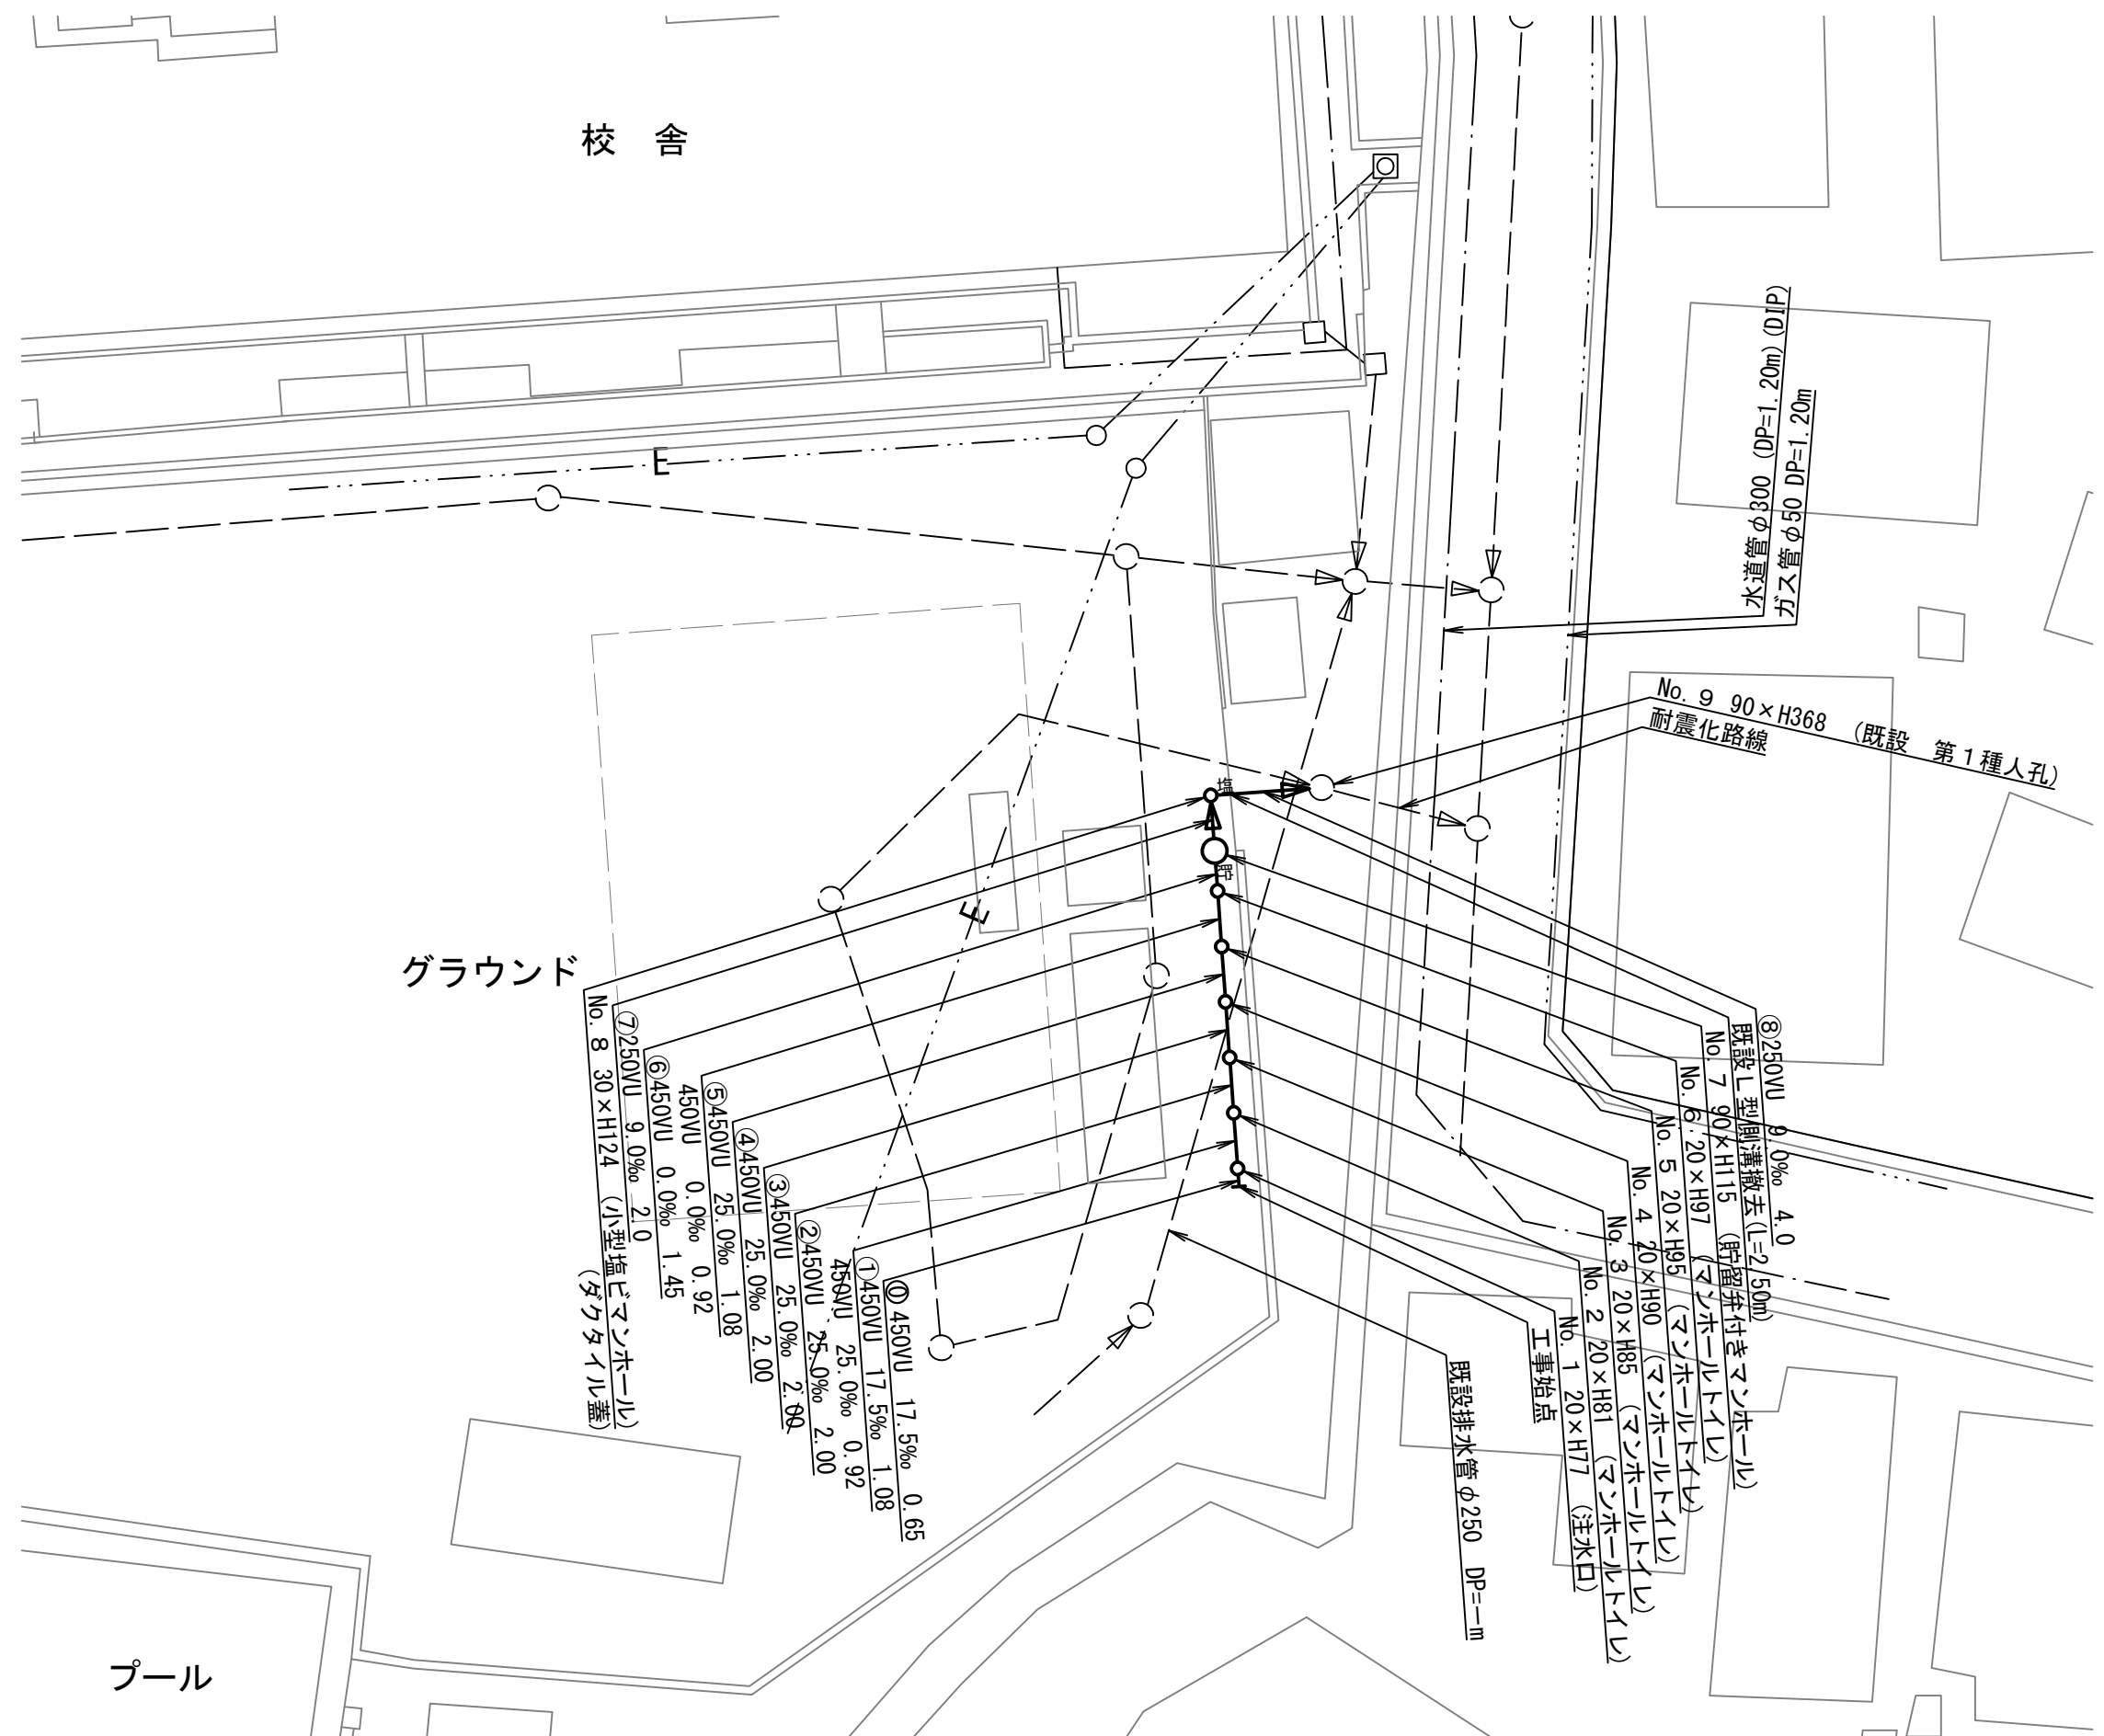 校 舎
E
水道管φ300 (DP=1.20m)(DIP)
ガス管φ50 DP=1.20m
No.９ 90×H368 （既設 第１種人孔）
耐震化路線
塩
貯
E
グラウンド
No.８ 30×H124 （小型塩ビマンホール）
（ダクタイル蓋）
⑦250VU 9.0‰ 2.0
⑥450VU 0.0‰ 1.45
450VU 0.0‰ 0.92
⑤450VU 25.0‰ 1.08
④450VU 25.0‰ 2.00
③450VU 25.0‰ 2.00
②450VU 25.0‰ 2.00
450VU 25.0‰ 0.92
①450VU 17.5‰ 1.08
⓪450VU 17.5‰ 0.65
⑧250VU 9.0‰ 4.0
既設Ｌ型側溝撤去(L=2.50m)
No.７ 90×H115 （貯留弁付きマンホール）
No.６ 20×H97 （マンホールトイレ）
No.５ 20×H95 （マンホールトイレ）
No.４ 20×H90 （マンホールトイレ）
No.３ 20×H85 （マンホールトイレ）
No.２ 20×H81 （マンホールトイレ）
No.１ 20×H77 （注水口）
工事始点
既設排水管φ250 DP=―m
プール